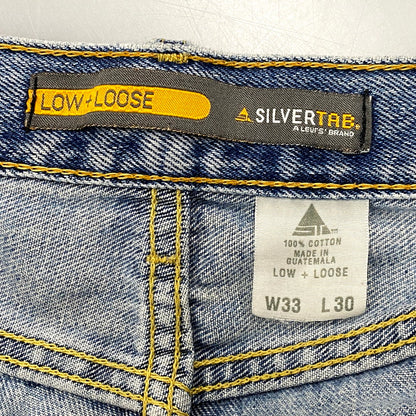 LOW + LOOSE
SILVERTAB.
A LEVI'S® BRAND
100% COTTON
MADE IN
GUATEMALA
LOW + LOOSE
W33 L30